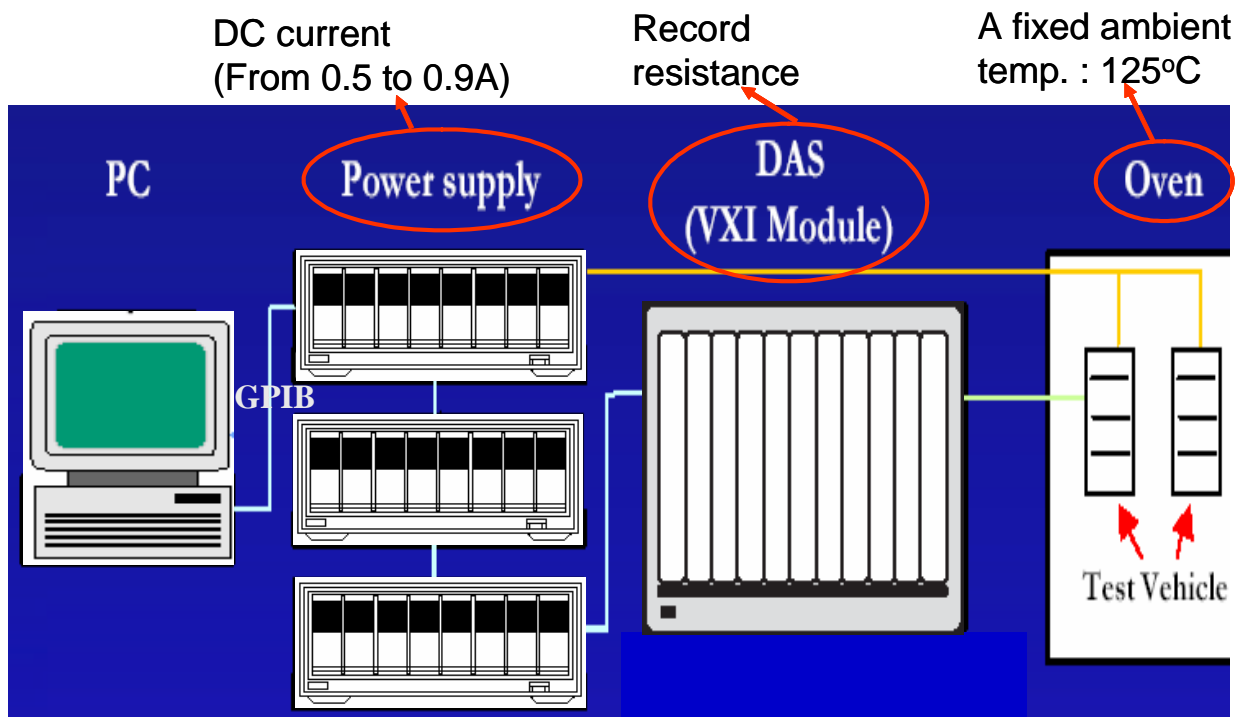 DC current
(From 0.5 to 0.9A)
Record
resistance
A fixed ambient
temp. : 125°C
PC
Power supply
DAS
(VXI Module)
Oven
GPIB
Test Vehicle